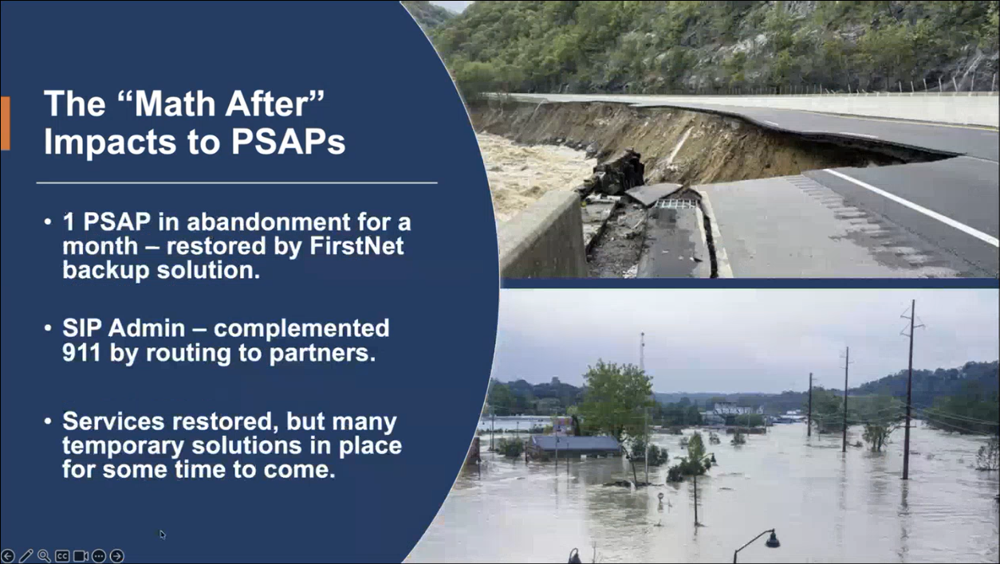 The “Math After”
Impacts to PSAPs
• 1 PSAP in abandonment for a
month – restored by FirstNet
backup solution.
• SIP Admin – complemented
911 by routing to partners.
• Services restored, but many
temporary solutions in place
for some time to come.
CC